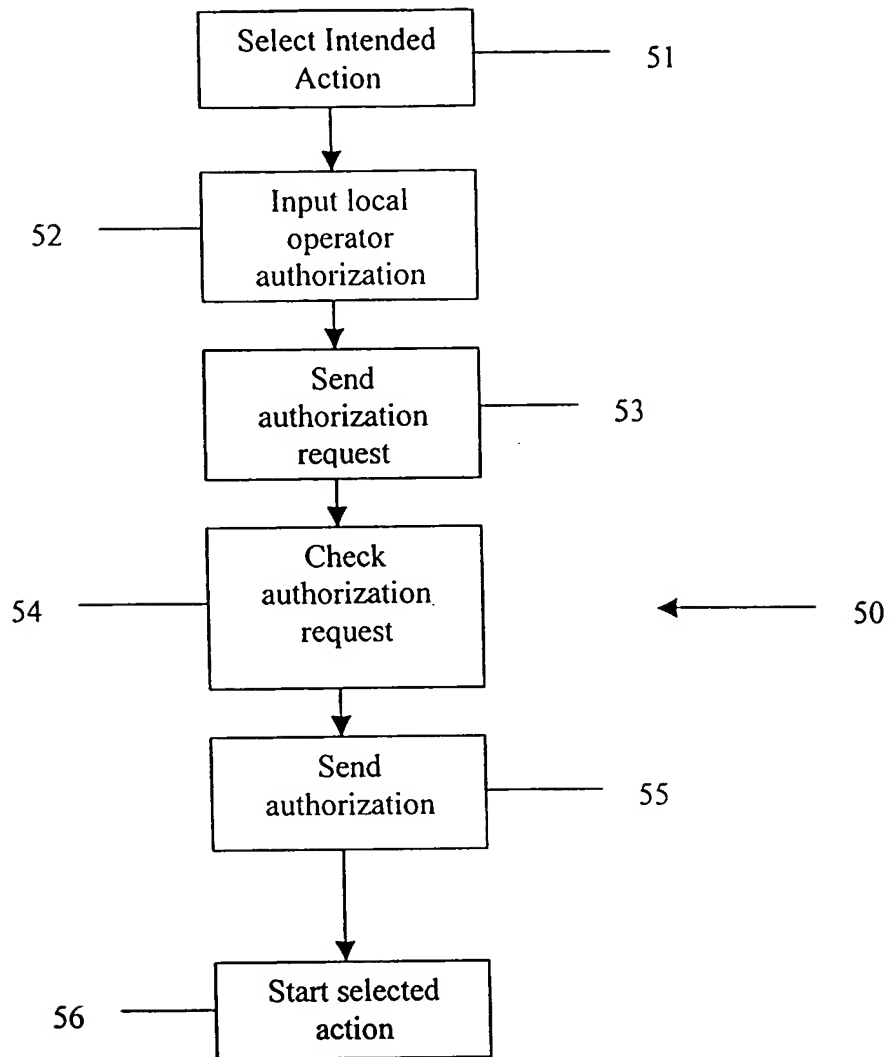 Select Intended
Action
51
Input local
operator
authorization
52
Send
authorization
request
53
Check
authorization
request
54
50
Send
authorization
55
Start selected
action
56